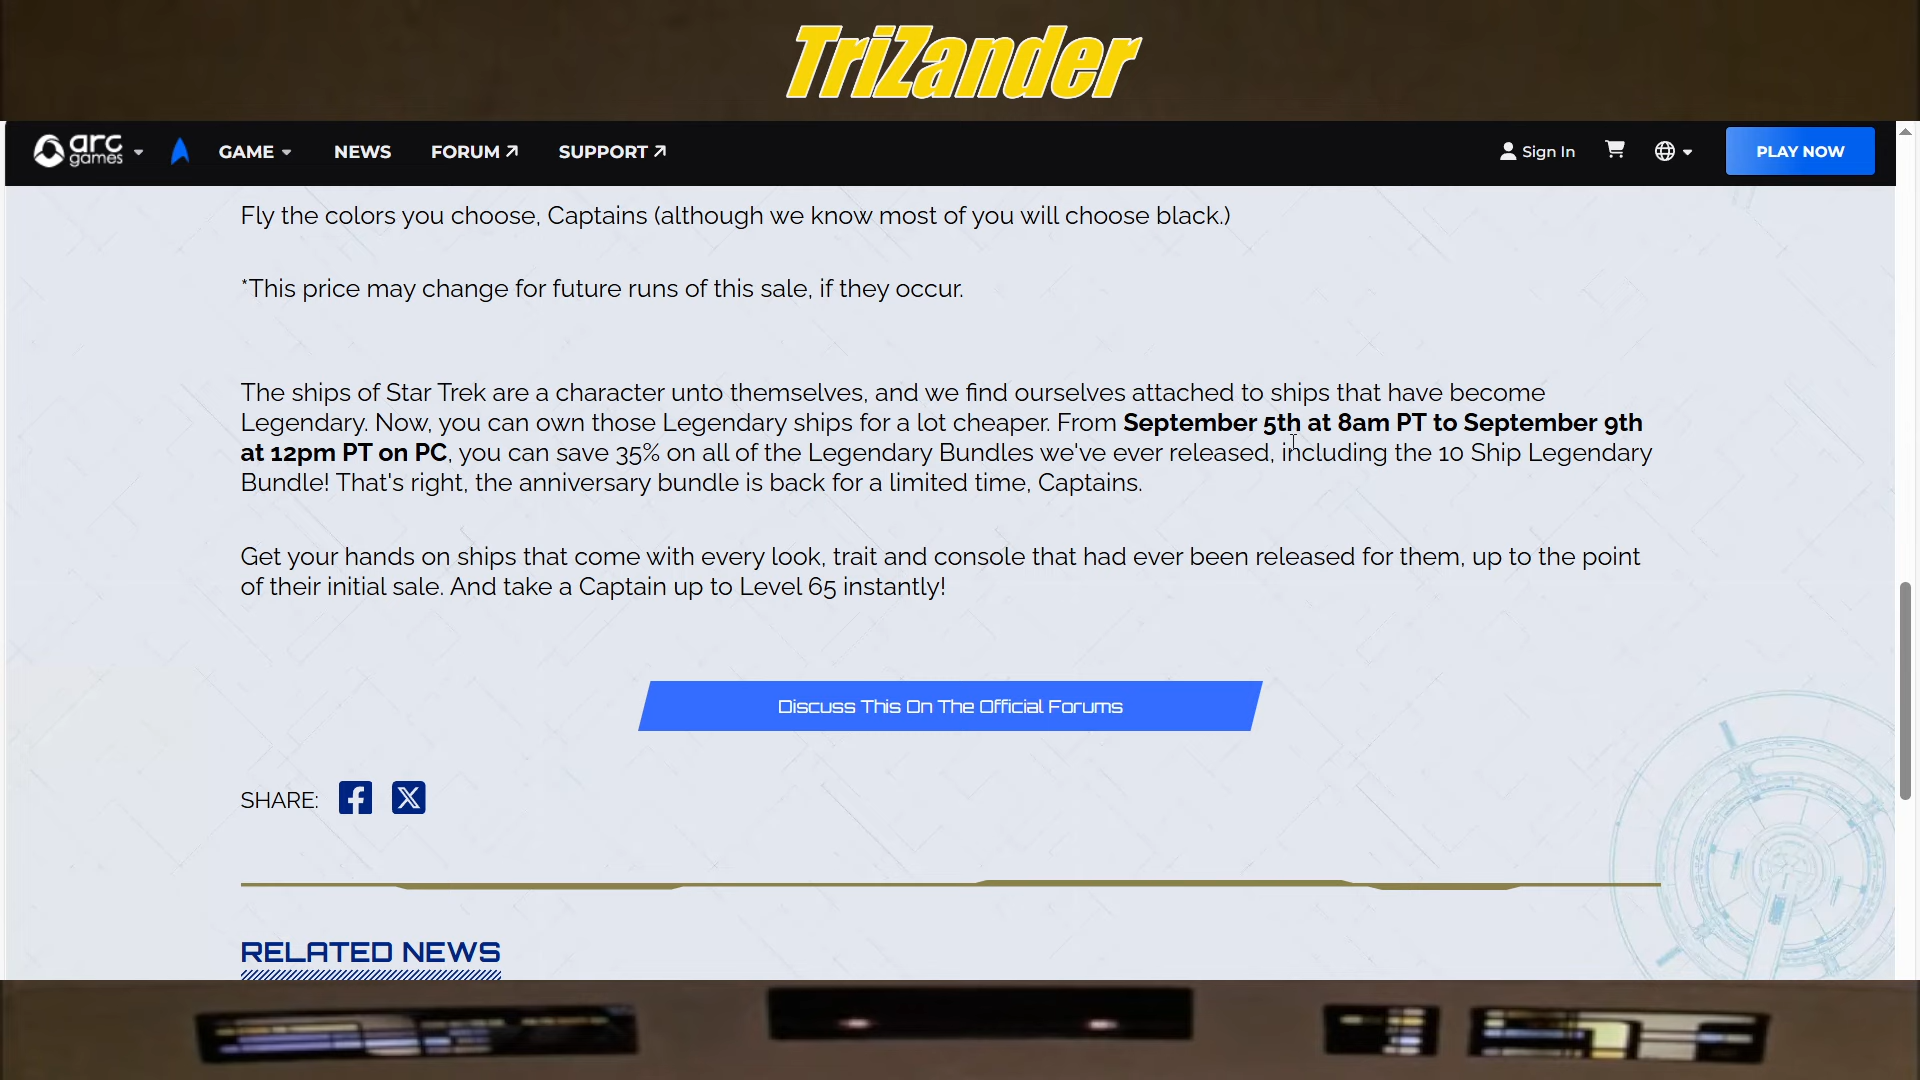 TriZander
arc games
GAME
NEWS
FORUM
SUPPORT
Sign In
PLAY NOW
Fly the colors you choose, Captains (although we know most of you will choose black.)
*This price may change for future runs of this sale, if they occur.
The ships of Star Trek are a character unto themselves, and we find ourselves attached to ships that have become
Legendary. Now, you can own those Legendary ships for a lot cheaper. From September 5th at 8am PT to September 9th
at 12pm PT on PC, you can save 35% on all of the Legendary Bundles we've ever released, including the 10 Ship Legendary
Bundle! That's right, the anniversary bundle is back for a limited time, Captains.
Get your hands on ships that come with every look, trait and console that had ever been released for them, up to the point
of their initial sale. And take a Captain up to Level 65 instantly!
Discuss This On The Official Forums
SHARE:
RELATED NEWS